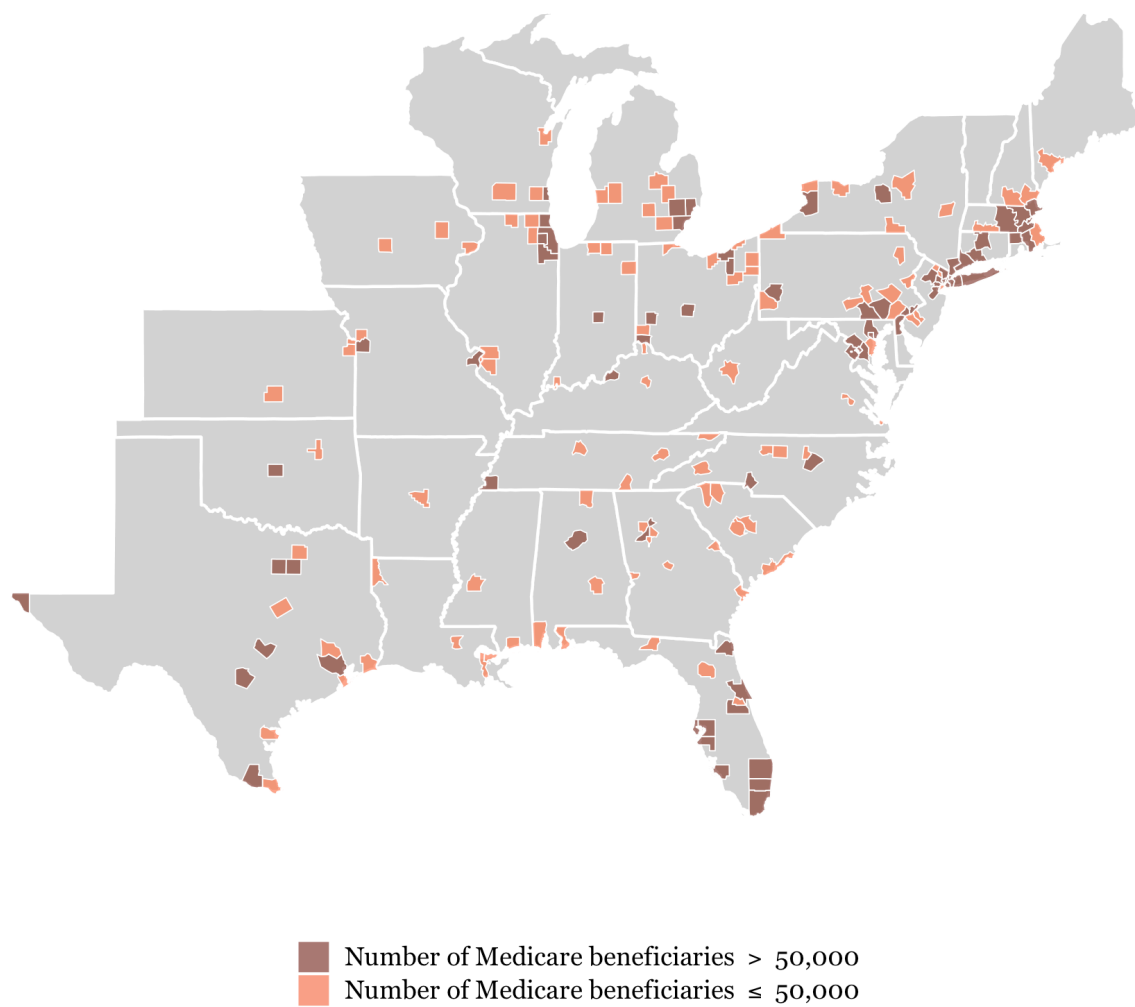 Number of Medicare beneficiaries > 50,000
Number of Medicare beneficiaries ≤ 50,000